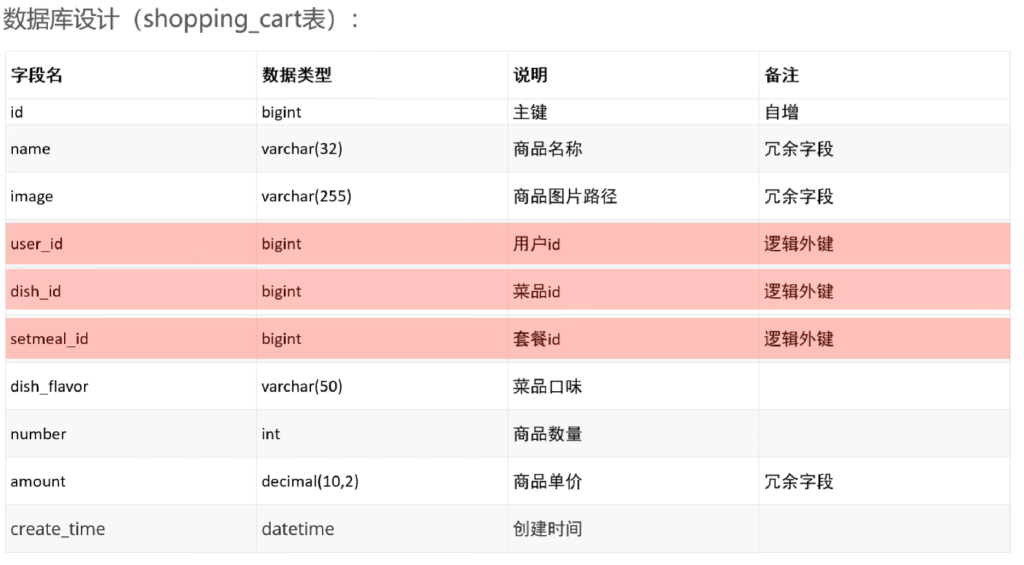 数据库设计（shopping_cart表）：
字段名 数据类型 说明 备注
id bigint 主键 自增
name varchar(32) 商品名称 冗余字段
image varchar(255) 商品图片路径 冗余字段
user_id bigint 用户id 逻辑外键
dish_id bigint 菜品id 逻辑外键
setmeal_id bigint 套餐id 逻辑外键
dish_flavor varchar(50) 菜品口味
number int 商品数量
amount decimal(10,2) 商品单价 冗余字段
create_time datetime 创建时间